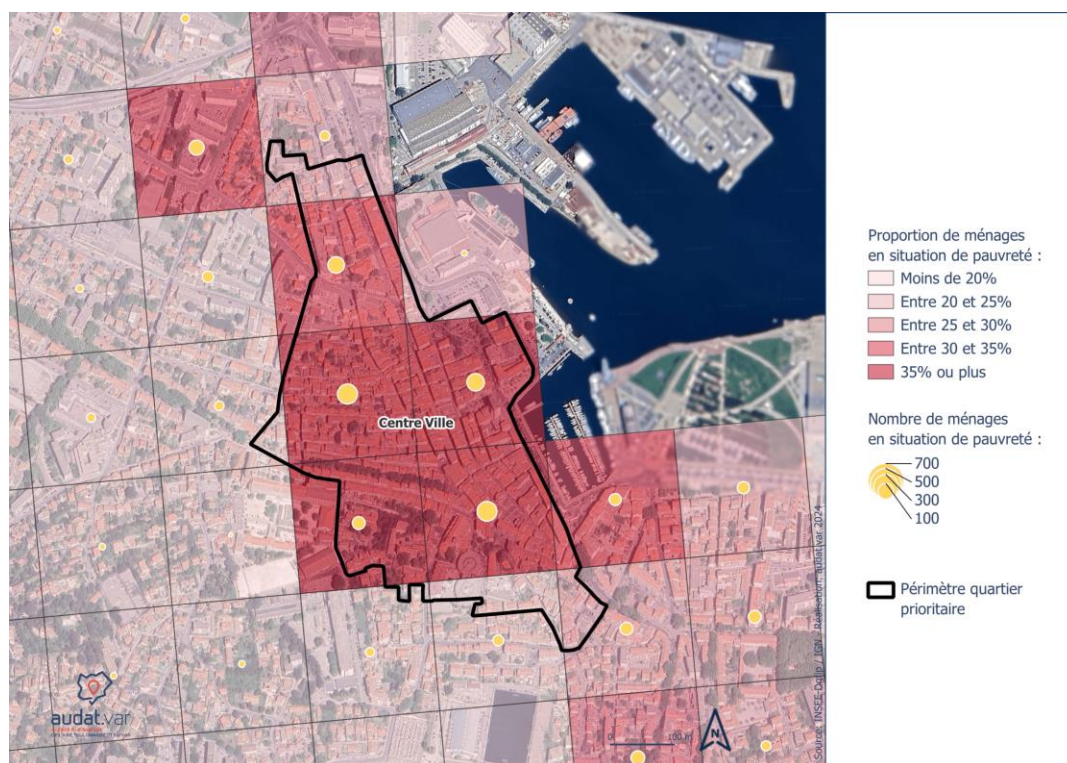 Centre Ville
Proportion de ménages
en situation de pauvreté :
Moins de 20%
Entre 20 et 25%
Entre 25 et 30%
Entre 30 et 35%
35% ou plus
Nombre de ménages
en situation de pauvreté :
700
500
300
100
Périmètre quartier
prioritaire
audat.var
0 100 m
N
Source: INSEE-Dgfip / IGN - Réalisation: audat.var 2024